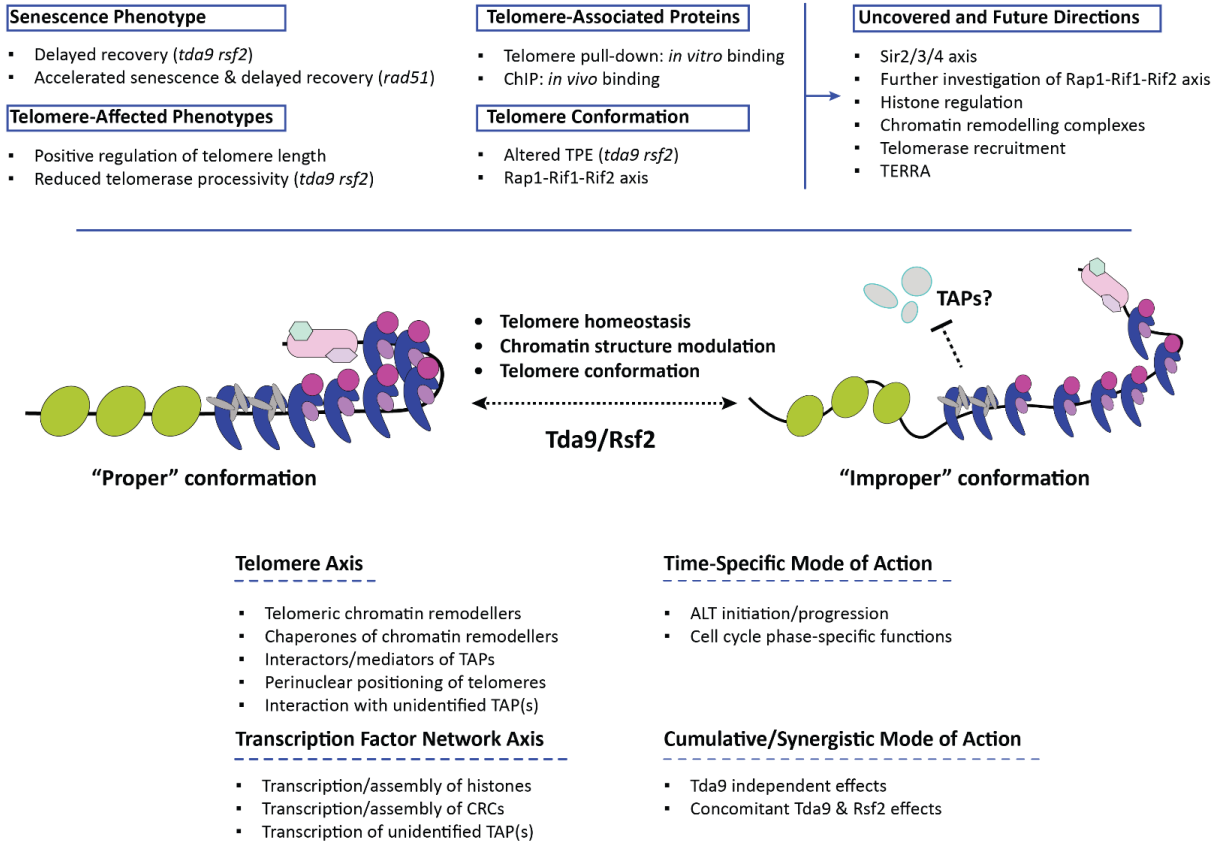 Senescence Phenotype
▪ Delayed recovery (tda9 rsf2)
▪ Accelerated senescence & delayed recovery (rad51)
Telomere-Affected Phenotypes
▪ Positive regulation of telomere length
▪ Reduced telomerase processivity (tda9 rsf2)
Telomere-Associated Proteins
▪ Telomere pull-down: in vitro binding
▪ ChIP: in vivo binding
Telomere Conformation
▪ Altered TPE (tda9 rsf2)
▪ Rap1-Rif1-Rif2 axis
Uncovered and Future Directions
▪ Sir2/3/4 axis
▪ Further investigation of Rap1-Rif1-Rif2 axis
▪ Histone regulation
▪ Chromatin remodelling complexes
▪ Telomerase recruitment
▪ TERRA
• Telomere homeostasis
• Chromatin structure modulation
• Telomere conformation
Tda9/Rsf2
TAPs?
“Proper” conformation
“Improper” conformation
Telomere Axis
▪ Telomeric chromatin remodellers
▪ Chaperones of chromatin remodellers
▪ Interactors/mediators of TAPs
▪ Perinuclear positioning of telomeres
▪ Interaction with unidentified TAP(s)
Transcription Factor Network Axis
▪ Transcription/assembly of histones
▪ Transcription/assembly of CRCs
▪ Transcription of unidentified TAP(s)
Time-Specific Mode of Action
▪ ALT initiation/progression
▪ Cell cycle phase-specific functions
Cumulative/Synergistic Mode of Action
▪ Tda9 independent effects
▪ Concomitant Tda9 & Rsf2 effects